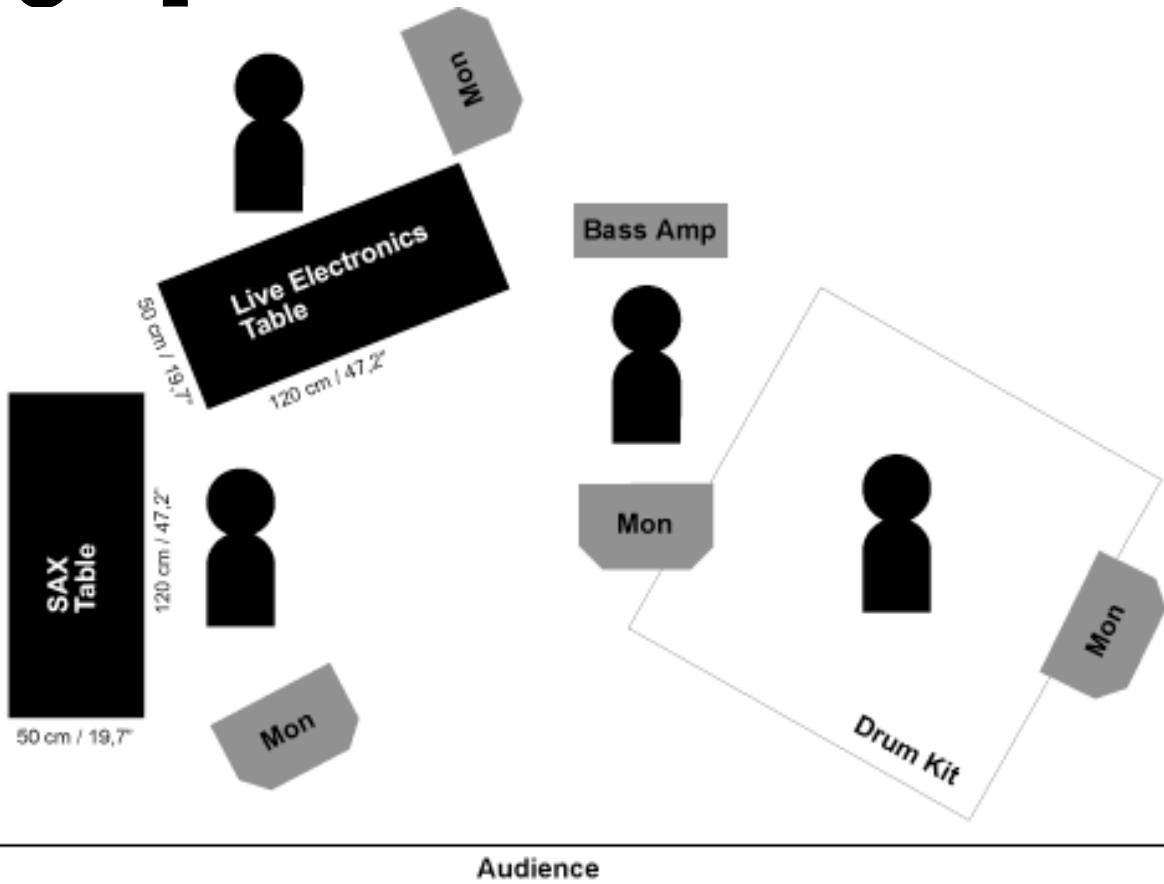 Mon
Bass Amp
Live Electronics
Table
50 cm / 19,7"
120 cm / 47,2"
SAX
Table
120 cm / 47,2"
50 cm / 19,7"
Mon
Mon
Mon
Drum Kit
Audience